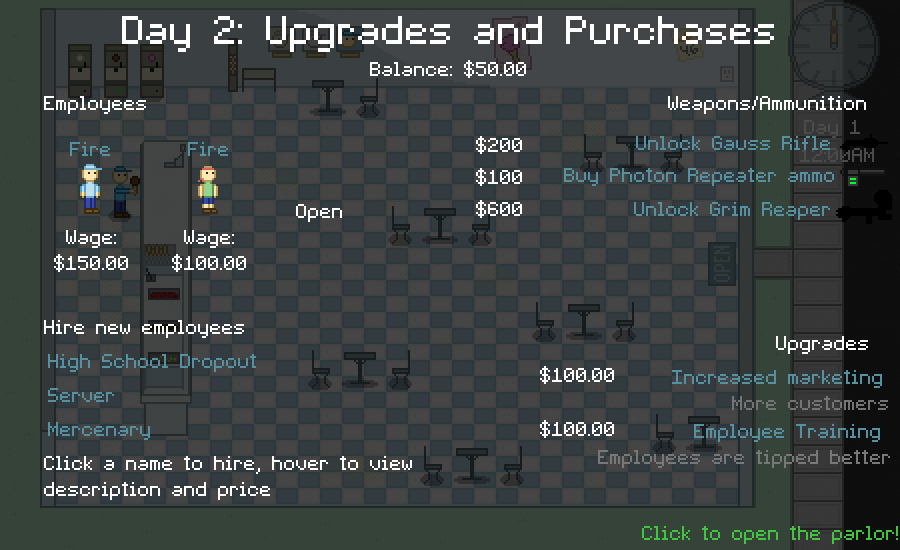 Day 2: Upgrades and Purchases
Balance: $50.00
Employees
Weapons/Ammunition
Day 1
Fire Fire
$200 Unlock Gauss Rifle
12:00AM
$100 Buy Photon Repeater ammo
Open
$600 Unlock Grim Reaper
Wage: Wage:
$150.00 $100.00
OPEN
Hire new employees
Upgrades
High School Dropout
$100.00 Increased marketing
Server
More customers
Mercenary
$100.00 Employee Training
Employees are tipped better
Click a name to hire, hover to view
description and price
Click to open the parlor!